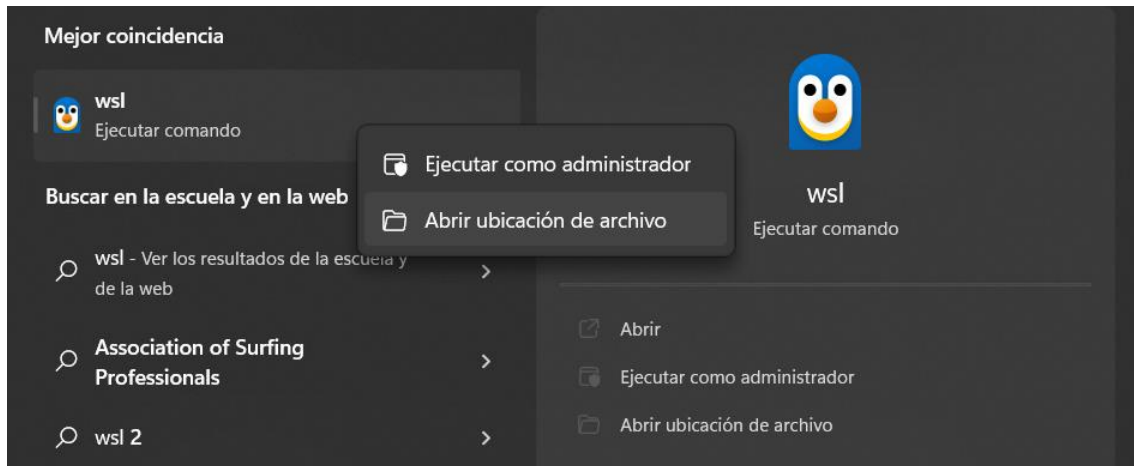 Mejor coincidencia
wsl
Ejecutar comando
Ejecutar como administrador
Abrir ubicación de archivo
Buscar en la escuela y en la web
wsl - Ver los resultados de la escuela y
de la web
Association of Surfing
Professionals
wsl 2
wsl
Ejecutar comando
Abrir
Ejecutar como administrador
Abrir ubicación de archivo